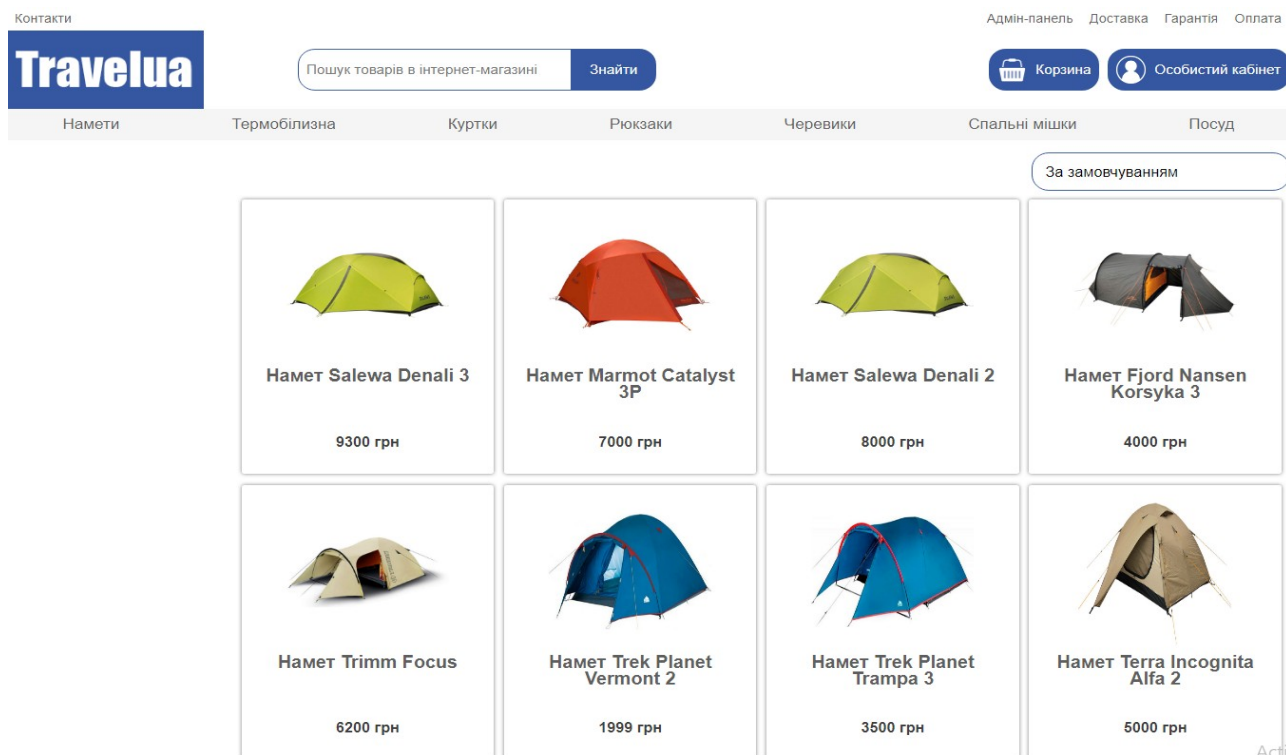 Контакти
Адмін-панель Доставка Гарантія Оплата
Travelua
Пошук товарів в інтернет-магазині
Знайти
Корзина
Особистий кабінет
Намети Термобілизна Куртки Рюкзаки Черевики Спальні мішки Посуд
За замовчуванням
Намет Salewa Denali 3
9300 грн
Намет Marmot Catalyst
3P
7000 грн
Намет Salewa Denali 2
8000 грн
Намет Fjord Nansen
Korsyka 3
4000 грн
Намет Trimm Focus
6200 грн
Намет Trek Planet
Vermont 2
1999 грн
Намет Trek Planet
Trampa 3
3500 грн
Намет Terra Incognita
Alfa 2
5000 грн